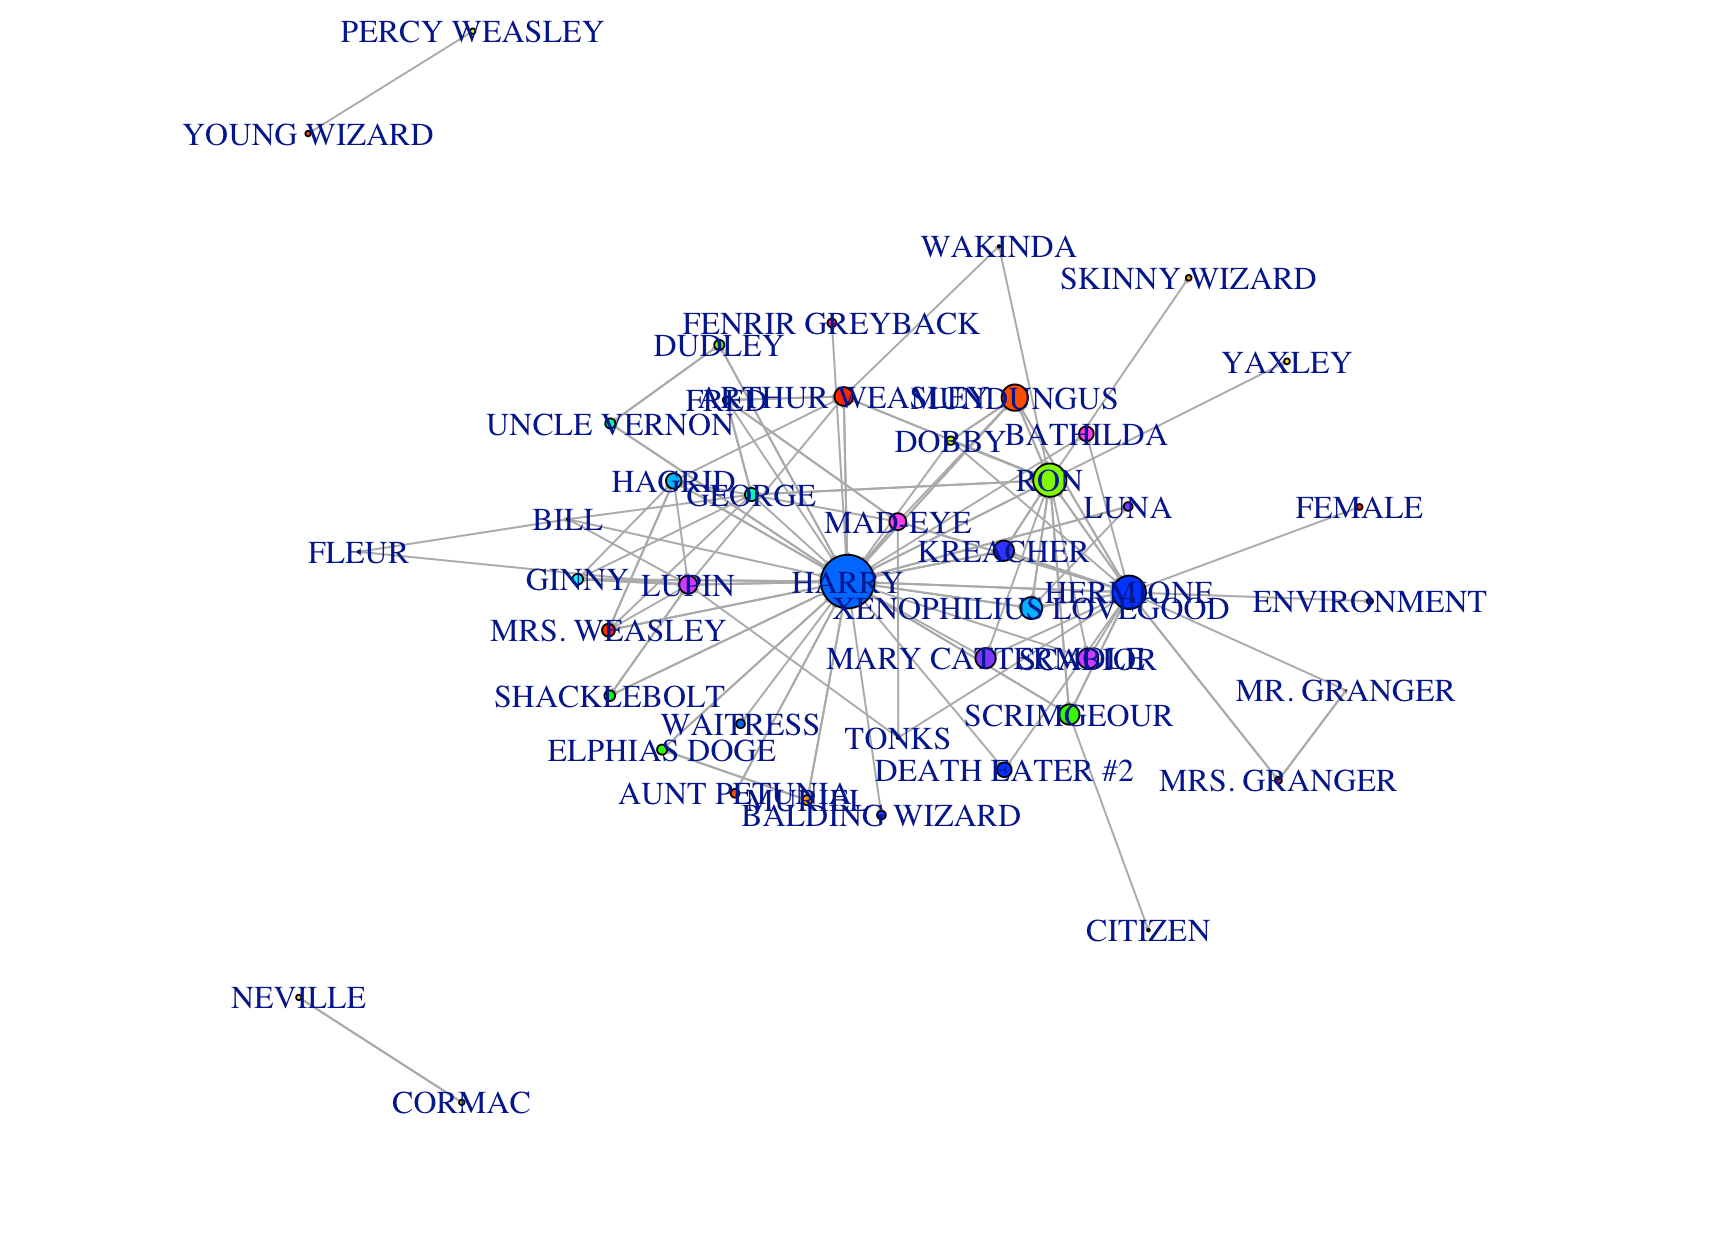 PERCY WEASLEY
YOUNG WIZARD
WAKINDA
SKINNY WIZARD
FENRIR GREYBACK
DUDLEY
YAXLEY
FRED
ARTHUR WEASLEY
MUNDUNGUS
UNCLE VERNON
DOBBY
BATHILDA
HAGRID
GEORGE
RON
BILL
MAD-EYE
LUNA
FEMALE
FLEUR
KREACHER
GINNY
LUPIN
HARRY
HERMIONE
XENOPHILIUS LOVEGOOD
ENVIRONMENT
MRS. WEASLEY
MARY CATTERMOLE
SCABIOR
SHACKLEBOLT
MR. GRANGER
WAITRESS
SCRIMGEOUR
ELPHIAS DOGE
TONKS
DEATH EATER #2
MRS. GRANGER
AUNT PETUNIA
MURIEL
BALDING WIZARD
CITIZEN
NEVILLE
CORMAC